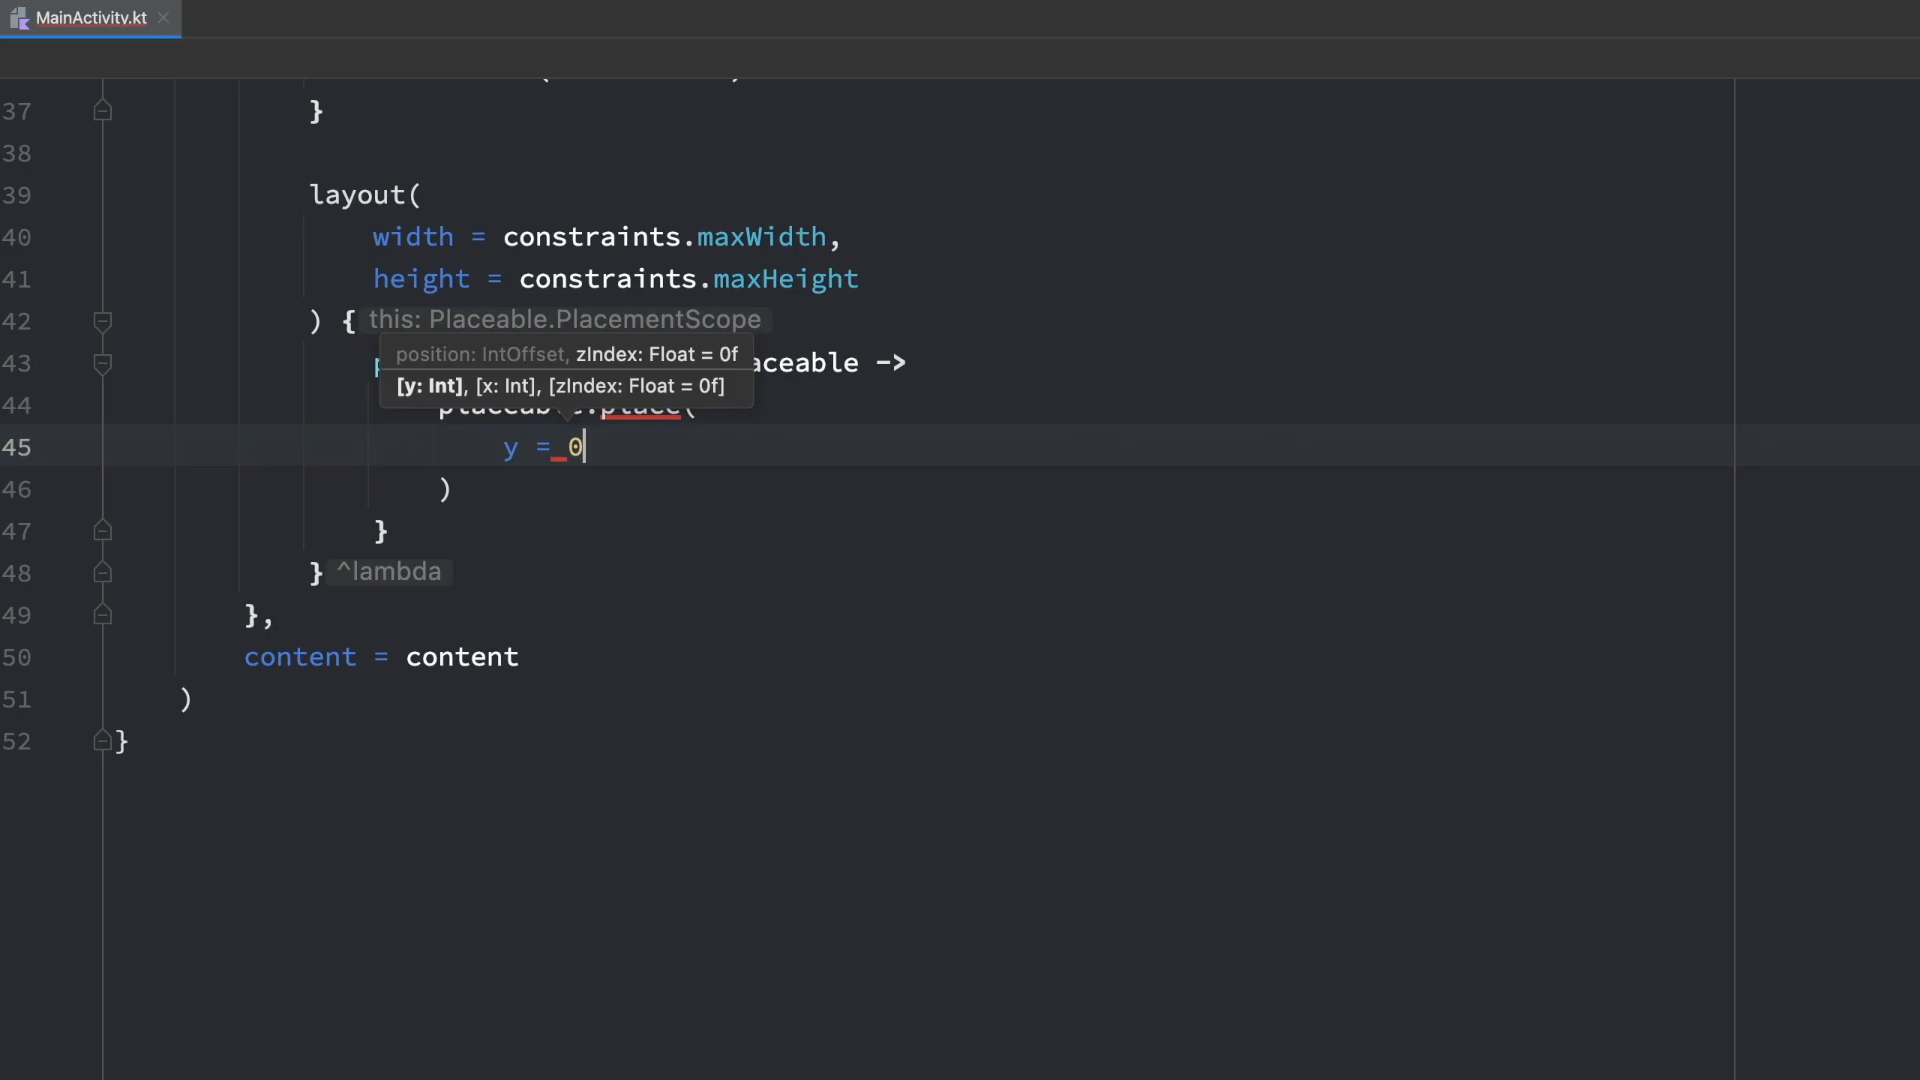 MainActivity.kt
37 }
38
39 layout(
40 width = constraints.maxWidth,
41 height = constraints.maxHeight
42 ) { this: Placeable.PlacementScope
position: IntOffset, zIndex: Float = 0f
43 aceable ->
[y: Int], [x: Int], [zIndex: Float = 0f]
44 placeable.place(
45 y = 0
46 )
47 }
48 } ^lambda
49 },
50 content = content
51 )
52 }